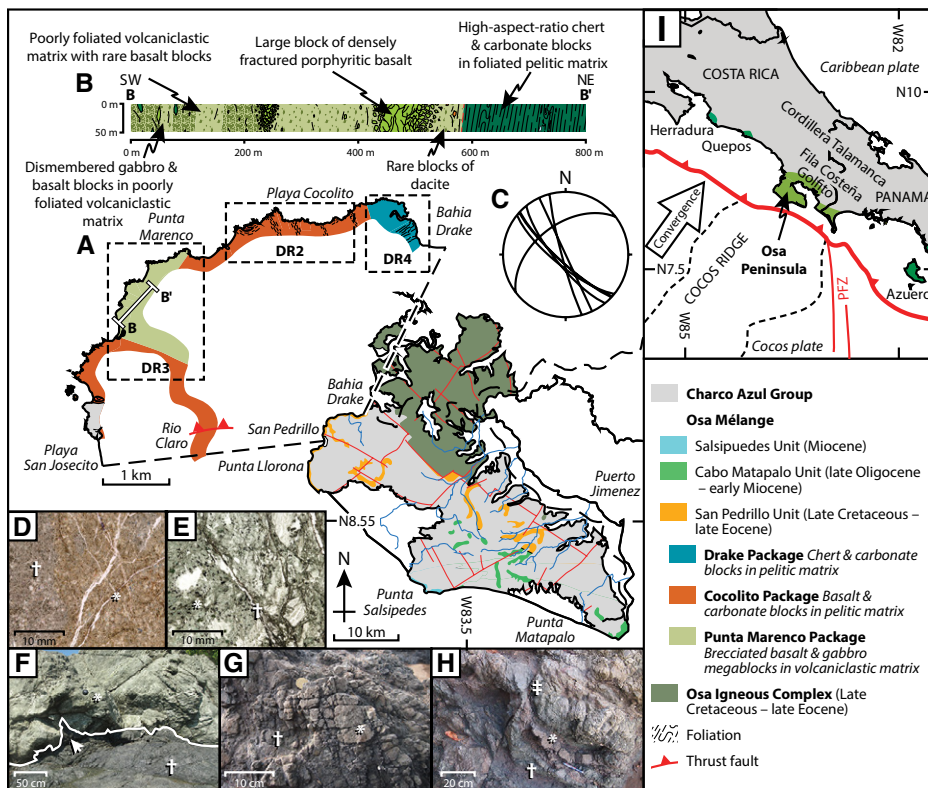 Poorly foliated volcaniclastic
matrix with rare basalt blocks
Large block of densely
fractured porphyritic basalt
High-aspect-ratio chert
& carbonate blocks
in foliated pelitic matrix
B
SW
B
NE
B'
0 m
50 m
0 m
200 m
400 m
600 m
800 m
Dismembered gabbro &
basalt blocks in poorly
foliated volcaniclastic
matrix
Rare blocks of
dacite
A
Punta
Marenco
Playa Cocolito
Bahia
Drake
DR2
DR4
B'
B
DR3
Rio
Claro
Playa
San Josecito
1 km
C
N
Bahia
Drake
San Pedrillo
Punta Llorona
Puerto
Jimenez
N8.55
N
Punta
Salsipedes
10 km
W83.5
Punta
Matapalo
D
10 mm
E
10 mm
F
50 cm
G
10 cm
H
20 cm
I
W82
COSTA RICA
Caribbean plate
N10
Herradura
Quepos
Cordillera Talamanca
Fila Costeña
Golfito
PANAMA
Convergence
COCOS RIDGE
Osa
Peninsula
N7.5
PFZ
Azuero
W85
Cocos plate
Charco Azul Group
Osa Mélange
Salsipuedes Unit (Miocene)
Cabo Matapalo Unit (late Oligocene
– early Miocene)
San Pedrillo Unit (Late Cretaceous –
late Eocene)
Drake Package Chert & carbonate
blocks in pelitic matrix
Cocolito Package Basalt &
carbonate blocks in pelitic matrix
Punta Marenco Package
Brecciated basalt & gabbro
megablocks in volcaniclastic matrix
Osa Igneous Complex (Late
Cretaceous – late Eocene)
Foliation
Thrust fault